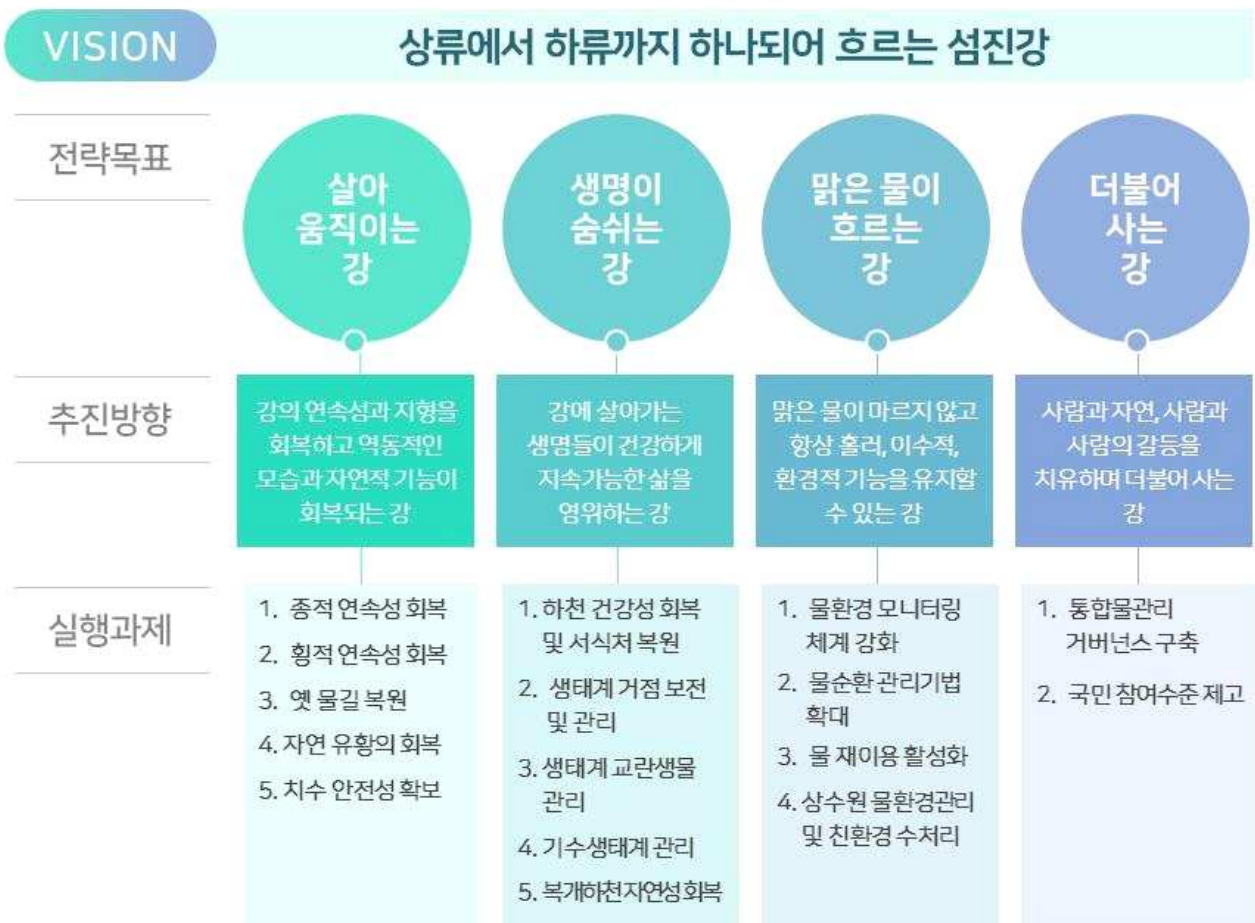 VISION
상류에서 하류까지 하나되어 흐르는 섬진강
전략목표
살아
움직이는
강
생명이
숨쉬는
강
맑은 물이
흐르는
강
더불어
사는
강
추진방향
강의 연속성과 지형을
회복하고 역동적인
모습과 자연적 기능이
회복되는 강
강에 살아가는
생명들이 건강하게
지속가능한 삶을
영위하는 강
맑은 물이 마르지 않고
항상 흘러, 이수적,
환경적 기능을 유지할
수 있는 강
사람과 자연, 사람과
사람의 갈등을
치유하며 더불어 사는
강
실행과제
1. 종적 연속성 회복
2. 횡적 연속성 회복
3. 옛 물길 복원
4. 자연 유황의 회복
5. 치수 안전성 확보
1. 하천 건강성 회복
및 서식처 복원
2. 생태계 거점 보전
및 관리
3. 생태계 교란생물
관리
4. 기수생태계 관리
5. 복개하천자연성회복
1. 물환경 모니터링
체계 강화
2. 물순환 관리기법
확대
3. 물 재이용 활성화
4. 상수원 물환경관리
및 친환경 수처리
1. 통합물관리
거버넌스 구축
2. 국민 참여수준 제고